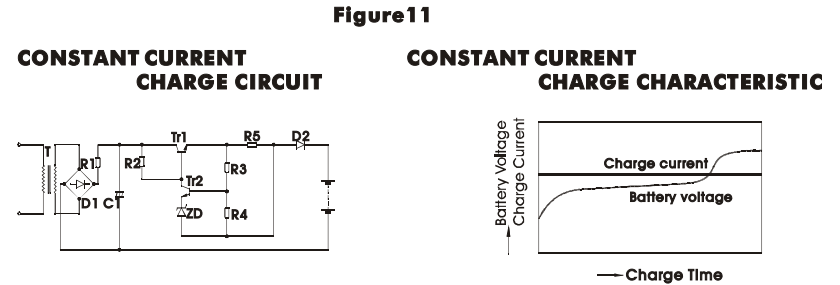 Figure11
CONSTANT CURRENT
CHARGE CIRCUIT
CONSTANT CURRENT
CHARGE CHARACTERISTIC
T
R1
D1
C1
R2
Tr1
Tr2
ZD
R3
R4
R5
D2
Battery Voltage
Charge Current
Charge current
Battery voltage
Charge Time